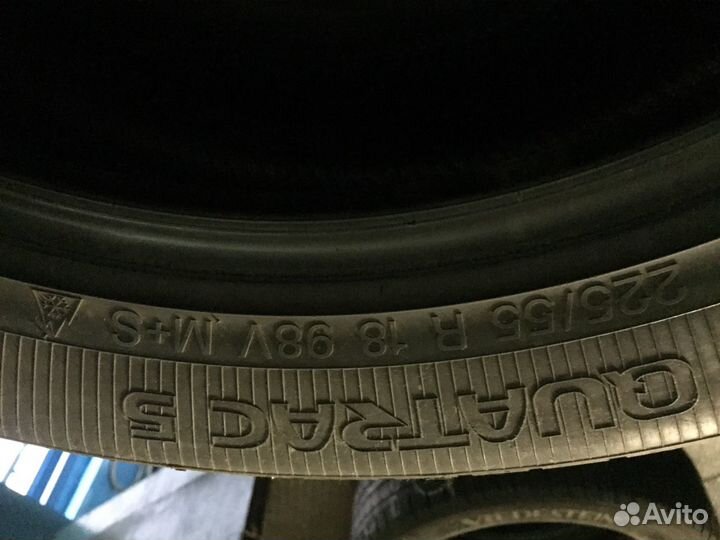 225/55 R 18 98V M+S
QUATRAC 5
Avito